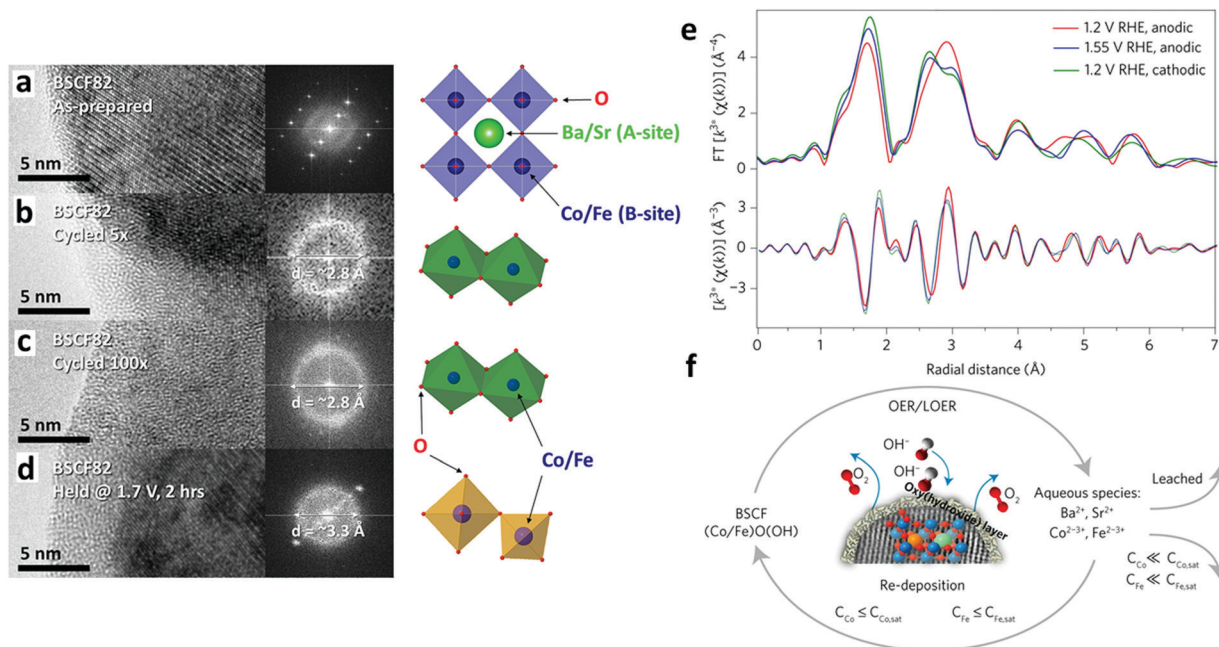 a
BSCF82
As-prepared
5 nm
b
BSCF82
Cycled 5x
5 nm
d = ~2.8 Å
c
BSCF82
Cycled 100x
5 nm
d = ~2.8 Å
d
BSCF82
Held @ 1.7 V, 2 hrs
5 nm
d = ~3.3 Å
O
Ba/Sr (A-site)
Co/Fe (B-site)
O
Co/Fe
e
1.2 V RHE, anodic
1.55 V RHE, anodic
1.2 V RHE, cathodic
FT [k³*(χ(k))] (Å⁻⁴)
4
2
0
[k³*(χ(k))] (Å⁻³)
3
0
−3
0 1 2 3 4 5 6 7
Radial distance (Å)
f
OER/LOER
OH⁻
OH⁻
O₂
O₂
Oxy(hydroxide) layer
BSCF
(Co/Fe)O(OH)
Aqueous species:
Ba²⁺, Sr²⁺
Co²⁻³⁺, Fe²⁻³⁺
Leached
C_Co ≪ C_Co,sat
C_Fe ≪ C_Fe,sat
Re-deposition
C_Co ≤ C_Co,sat C_Fe ≤ C_Fe,sat